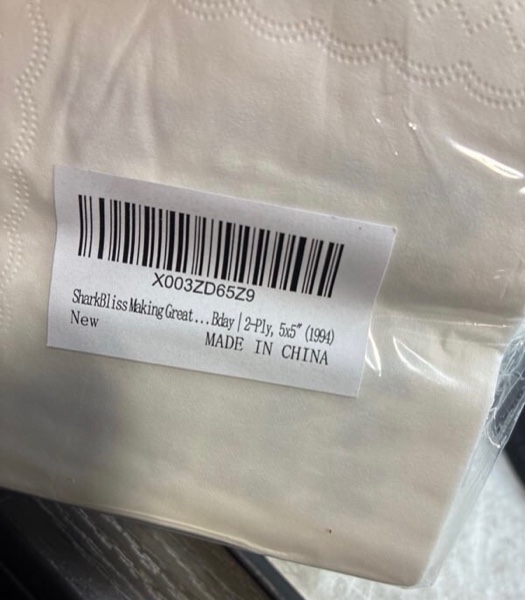 X003ZD65Z9
SharkBliss Making Great...Bday | 2-Ply, 5x5" (1994)
New
MADE IN CHINA